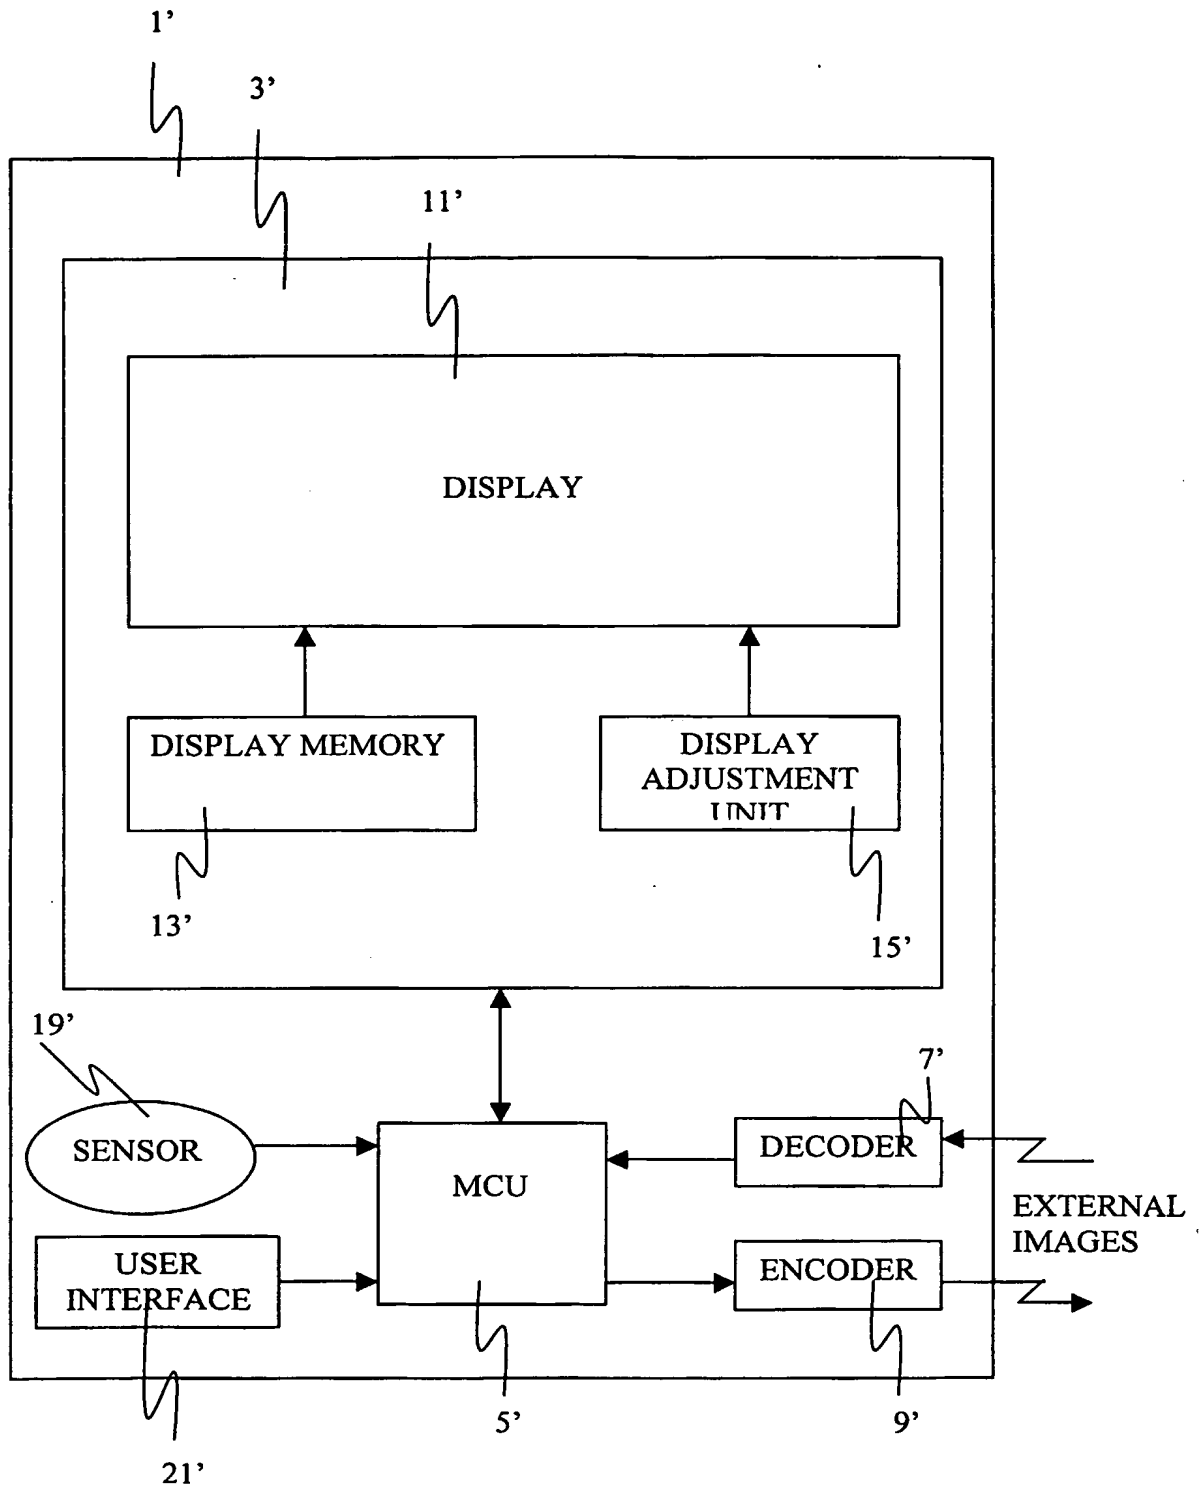 1’
3’
11’
DISPLAY
DISPLAY MEMORY
DISPLAY
ADJUSTMENT
UNIT
13’
15’
19’
7’
SENSOR
MCU
DECODER
EXTERNAL
IMAGES
USER
INTERFACE
ENCODER
5’
9’
21’